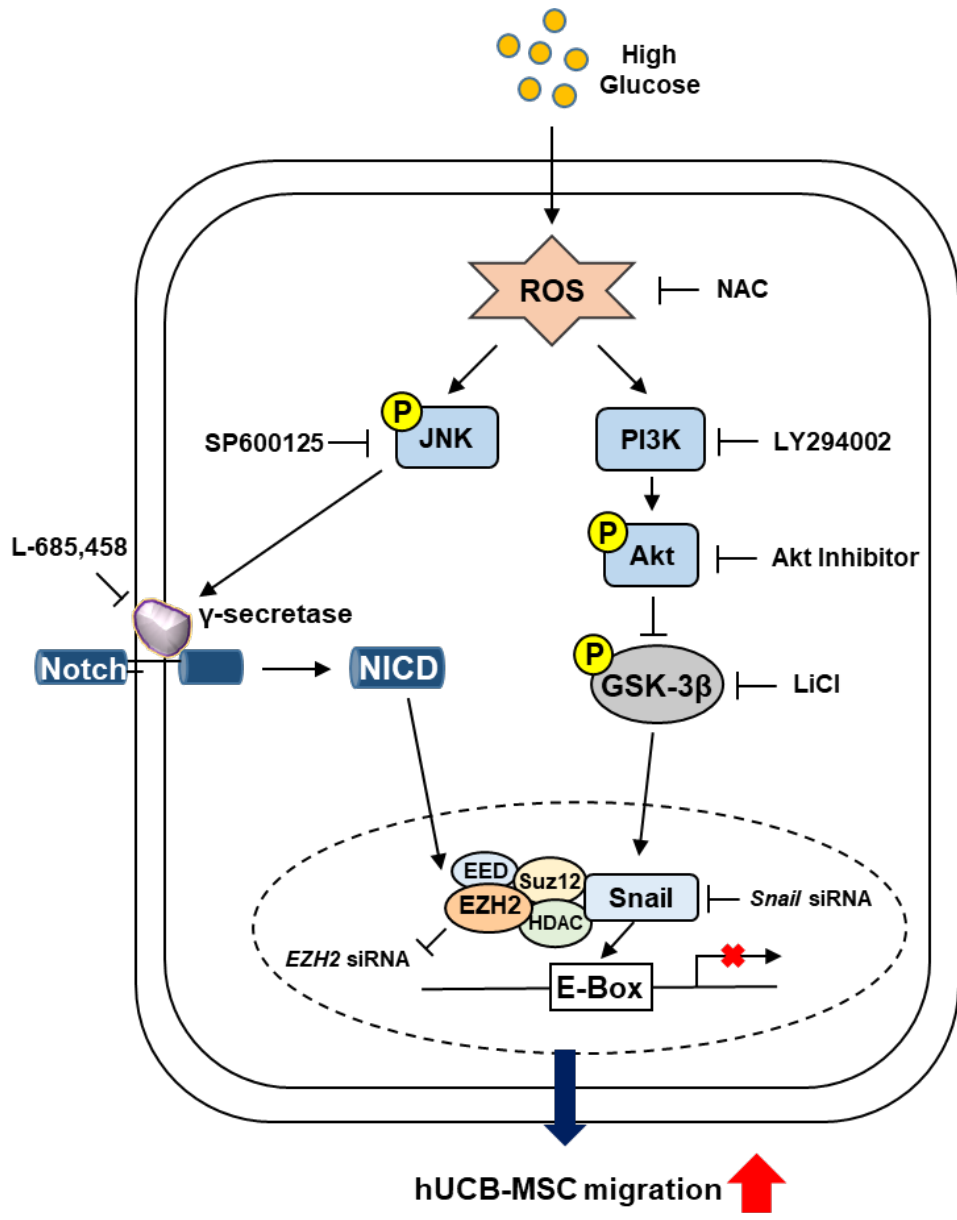 High
Glucose
ROS
NAC
P
JNK
SP600125
PI3K
LY294002
P
Akt
Akt Inhibitor
L-685,458
γ-secretase
Notch
NICD
P
GSK-3β
LiCl
EED
Suz12
EZH2
HDAC
Snail
Snail siRNA
EZH2 siRNA
E-Box
hUCB-MSC migration